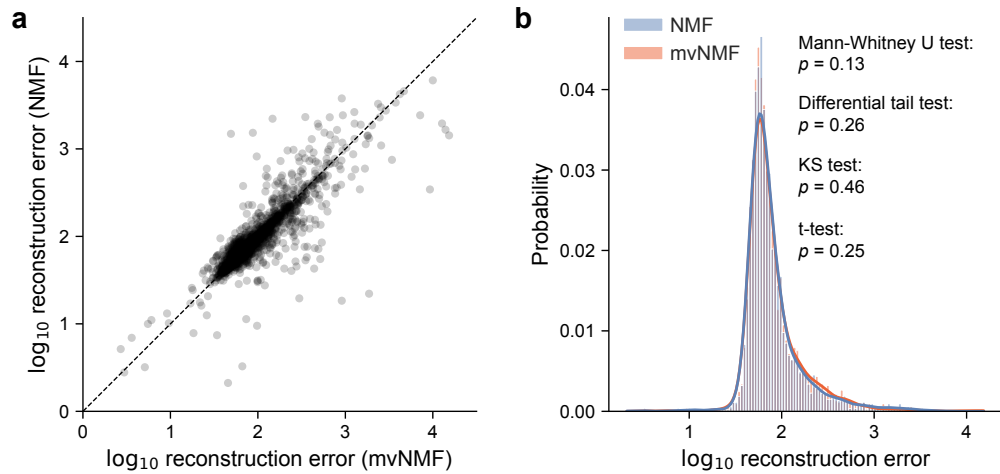 a
log₁₀ reconstruction error (NMF)
4
3
2
1
0
0 1 2 3 4
log₁₀ reconstruction error (mvNMF)
b
NMF
mvNMF
Mann-Whitney U test:
p = 0.13
Differential tail test:
p = 0.26
KS test:
p = 0.46
t-test:
p = 0.25
Probability
0.04
0.03
0.02
0.01
0.00
1 2 3 4
log₁₀ reconstruction error